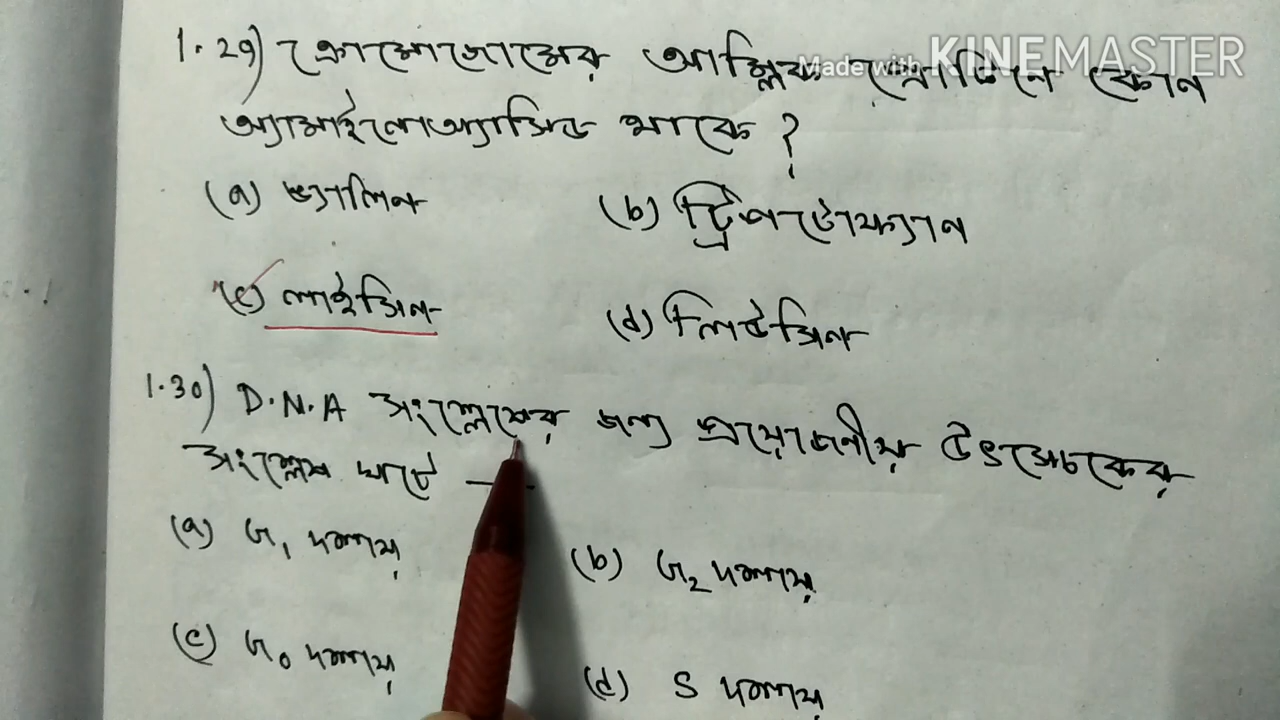 1.29) ক্রোমোজোমের আম্লিক প্রোটিনে কোন
Made with KINEMASTER
অ্যামাইনোঅ্যাসিড থাকে ?
(a) ভ্যালিন (b) ট্রিপটোফ্যান
(c) লাইসিন (d) লিউসিন
1.30) D.N.A সংশ্লেষের জন্য প্রয়োজনীয় উৎসেচকের
সংশ্লেষ ঘটে —
(a) G₁ দশায় (b) G₂ দশায়
(c) G₀ দশায় (d) S দশায়